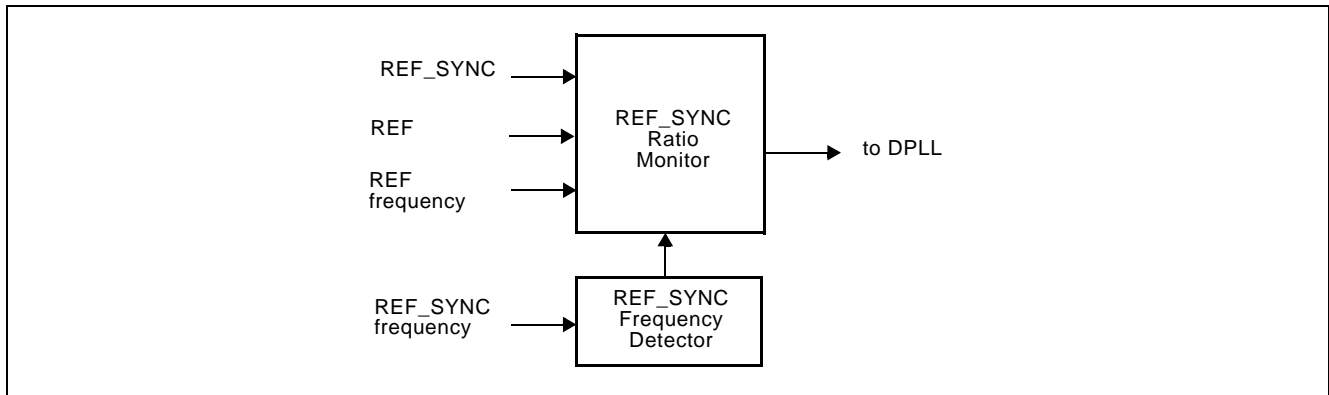 REF_SYNC
REF
REF
frequency
REF_SYNC
Ratio
Monitor
to DPLL
REF_SYNC
frequency
REF_SYNC
Frequency
Detector